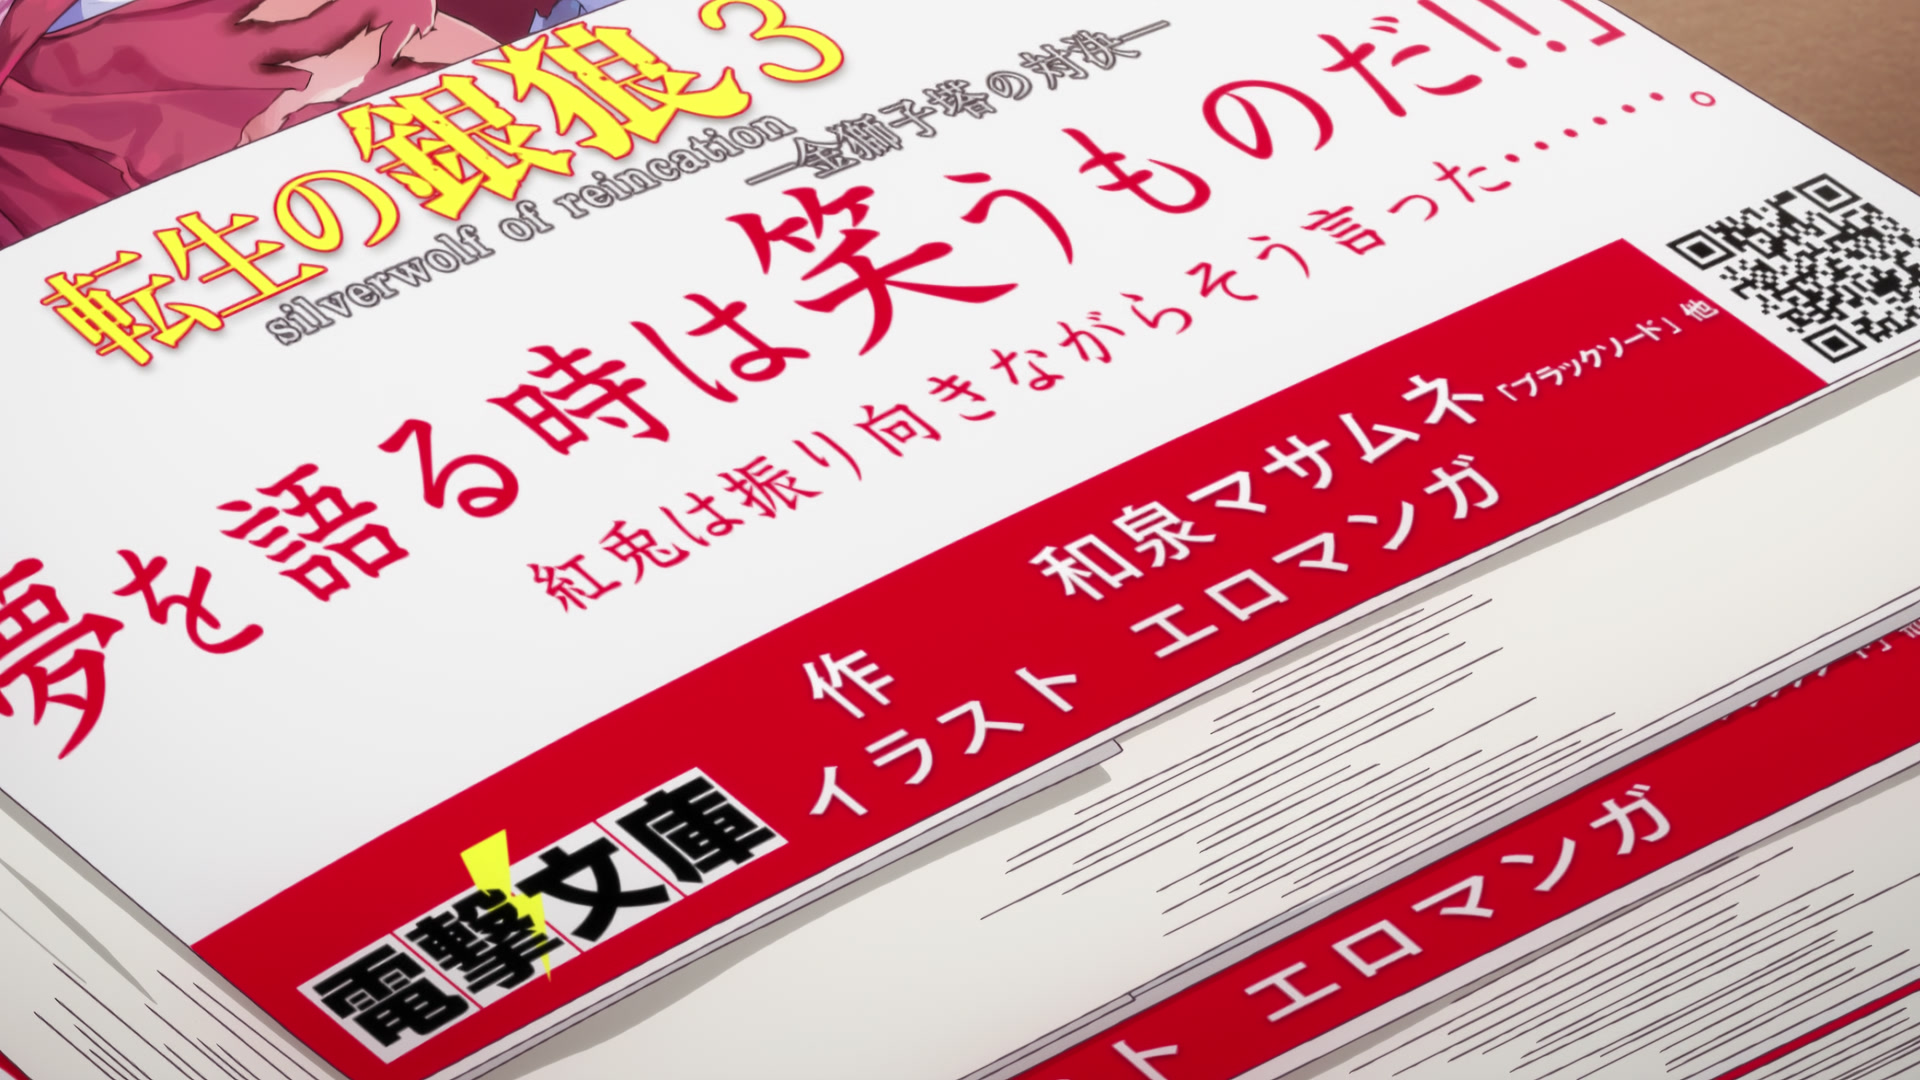 転生の銀狼3
silverwolf of reincation
―金獅子塔の対決―
夢を語る時は笑うものだ!!」
紅兎は振り向きながらそう言った……。
作 和泉マサムネ 「ブラックソード」他
イラスト エロマンガ
電撃文庫
ト エロマンガ